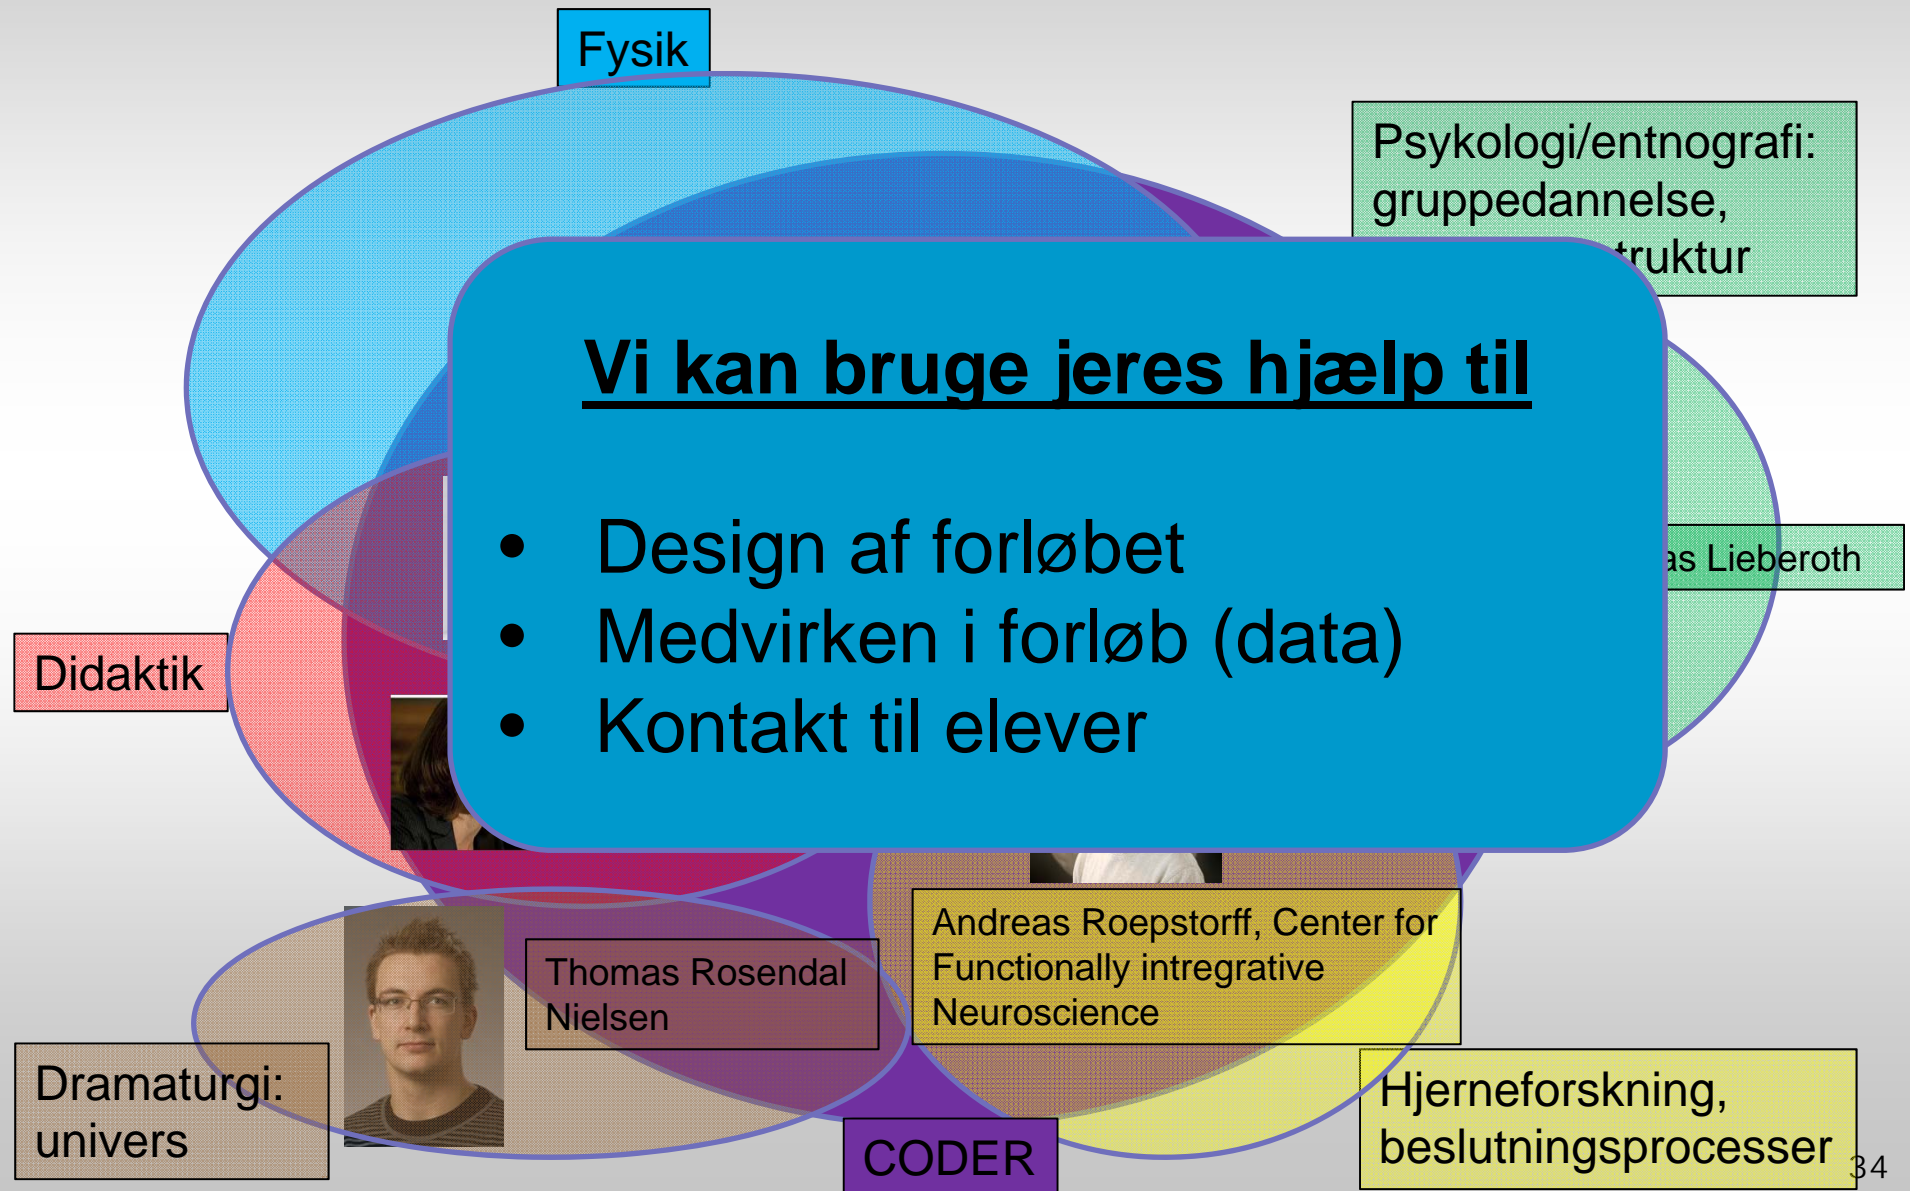 Fysik
Psykologi/entnografi:
gruppedannelse,
truktur
Vi kan bruge jeres hjælp til
• Design af forløbet
• Medvirken i forløb (data)
• Kontakt til elever
as Lieberoth
Didaktik
Andreas Roepstorff, Center for
Functionally intregrative
Neuroscience
Thomas Rosendal
Nielsen
Dramaturgi:
univers
Hjerneforskning,
beslutningsprocesser
CODER
34